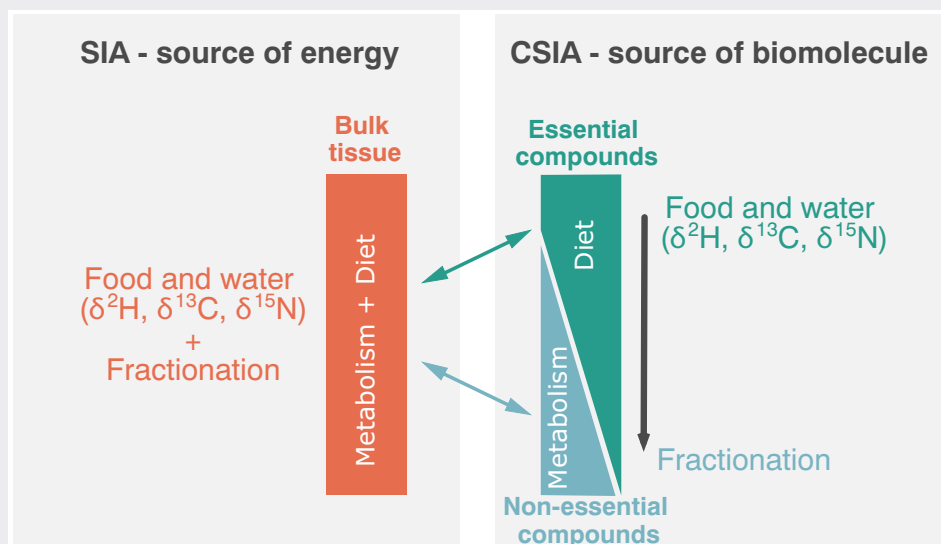 SIA - source of energy
Bulk
tissue
Metabolism + Diet
Food and water
(δ²H, δ¹³C, δ¹⁵N)
+
Fractionation
CSIA - source of biomolecule
Essential
compounds
Diet
Metabolism
Food and water
(δ²H, δ¹³C, δ¹⁵N)
Fractionation
Non-essential
compounds